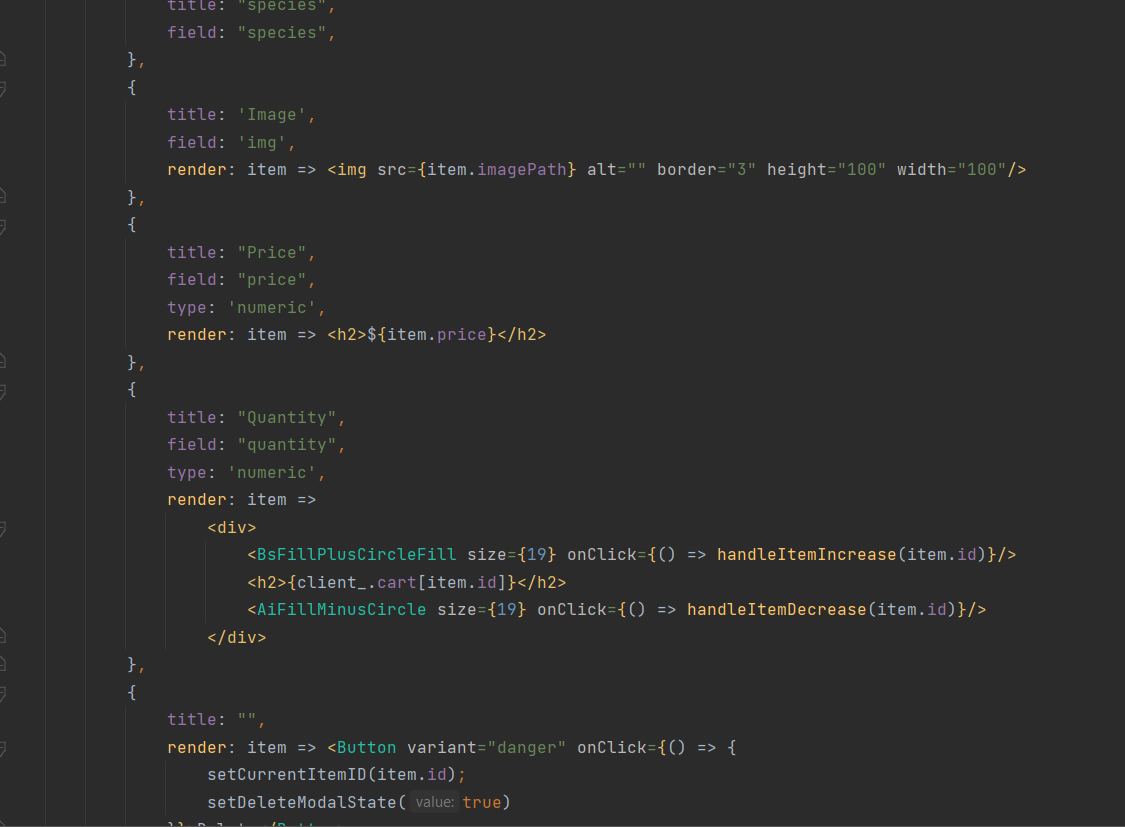 title: "species",
field: "species",
},
{
title: 'Image',
field: 'img',
render: item => <img src={item.imagePath} alt="" border="3" height="100" width="100"/>
},
{
title: "Price",
field: "price",
type: 'numeric',
render: item => <h2>${item.price}</h2>
},
{
title: "Quantity",
field: "quantity",
type: 'numeric',
render: item =>
<div>
<BsFillPlusCircleFill size={19} onClick={() => handleItemIncrease(item.id)}/>
<h2>{client_.cart[item.id]}</h2>
<AiFillMinusCircle size={19} onClick={() => handleItemDecrease(item.id)}/>
</div>
},
{
title: "",
render: item => <Button variant="danger" onClick={() => {
setCurrentItemID(item.id);
setDeleteModalState( value: true)